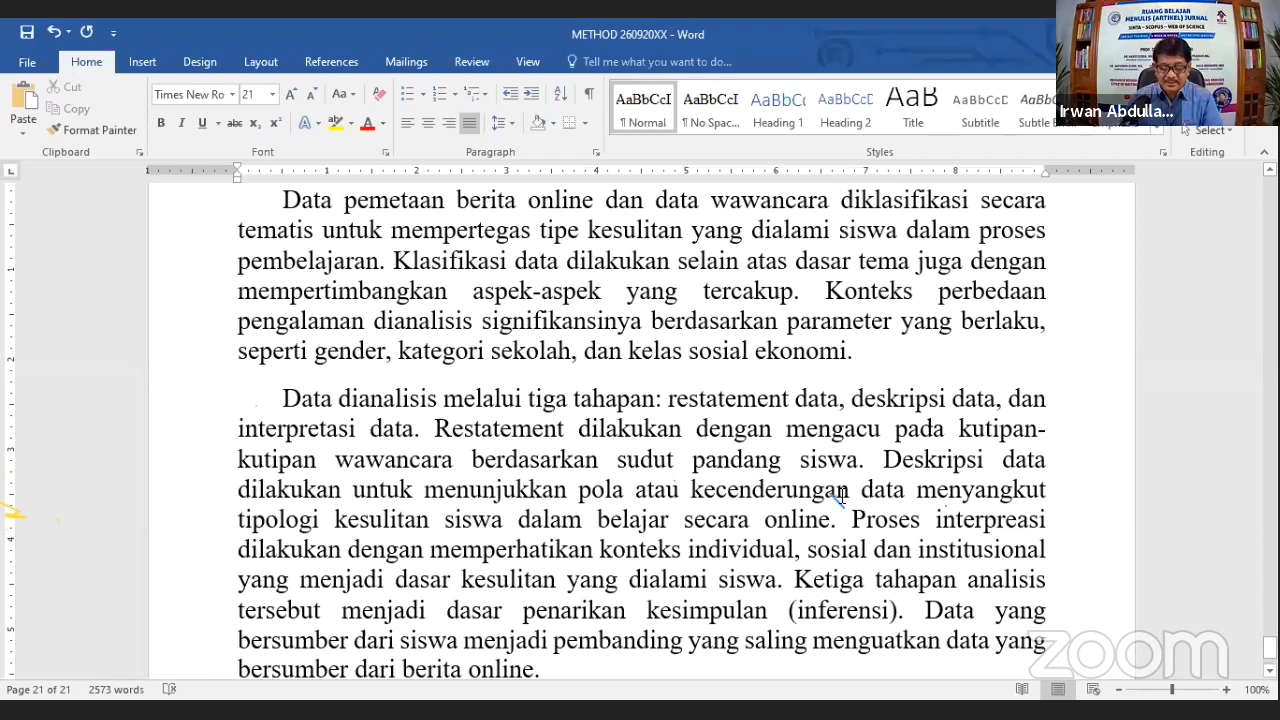 METHOD 260920XX - Word
File Home Insert Design Layout References Mailings Review View Tell me what you want to do...
Paste
Cut
Copy
Format Painter
Times New Ro 21
AaBbCcI AaBbCcI AaBbC( AaBbCcD AaB AaBbCcD
¶ Normal ¶ No Spac... Heading 1 Heading 2 Title Subtitle
Select
Clipboard Font Paragraph Styles Editing
RUANG BELAJAR
MENULIS (ARTIKEL) JURNAL
SINTA - SCOPUS - WEB OF SCIENCE
Irwan Abdulla...
Data pemetaan berita online dan data wawancara diklasifikasi secara
tematis untuk mempertegas tipe kesulitan yang dialami siswa dalam proses
pembelajaran. Klasifikasi data dilakukan selain atas dasar tema juga dengan
mempertimbangkan aspek-aspek yang tercakup. Konteks perbedaan
pengalaman dianalisis signifikansinya berdasarkan parameter yang berlaku,
seperti gender, kategori sekolah, dan kelas sosial ekonomi.
Data dianalisis melalui tiga tahapan: restatement data, deskripsi data, dan
interpretasi data. Restatement dilakukan dengan mengacu pada kutipan-
kutipan wawancara berdasarkan sudut pandang siswa. Deskripsi data
dilakukan untuk menunjukkan pola atau kecenderungan data menyangkut
tipologi kesulitan siswa dalam belajar secara online. Proses interpreasi
dilakukan dengan memperhatikan konteks individual, sosial dan institusional
yang menjadi dasar kesulitan yang dialami siswa. Ketiga tahapan analisis
tersebut menjadi dasar penarikan kesimpulan (inferensi). Data yang
bersumber dari siswa menjadi pembanding yang saling menguatkan data yang
bersumber dari berita online.
zoom
Page 21 of 21 2573 words 100%